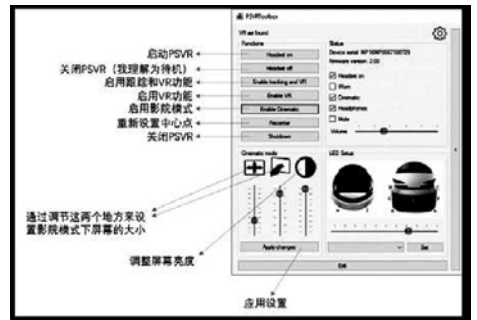 PSVRToolbox
VR set found
Functions
Status
启动PSVR
Headset on
关闭PSVR（我理解为待机）
Headset off
Firmware version: 2.00
启用跟踪和VR功能
Enable tracking and VR
Headset on
启用VR功能
Enable VR
Worn
启用影院模式
Enable Cinematic
Cinematic
重新设置中心点
Recenter
Headphones
关闭PSVR
Shutdown
Mute
Volume
Cinematic mode
LED Setup
通过调节这两个地方来设
置影院模式下屏幕的大小
Apply changes
Set
调整屏幕亮度
Exit
应用设置